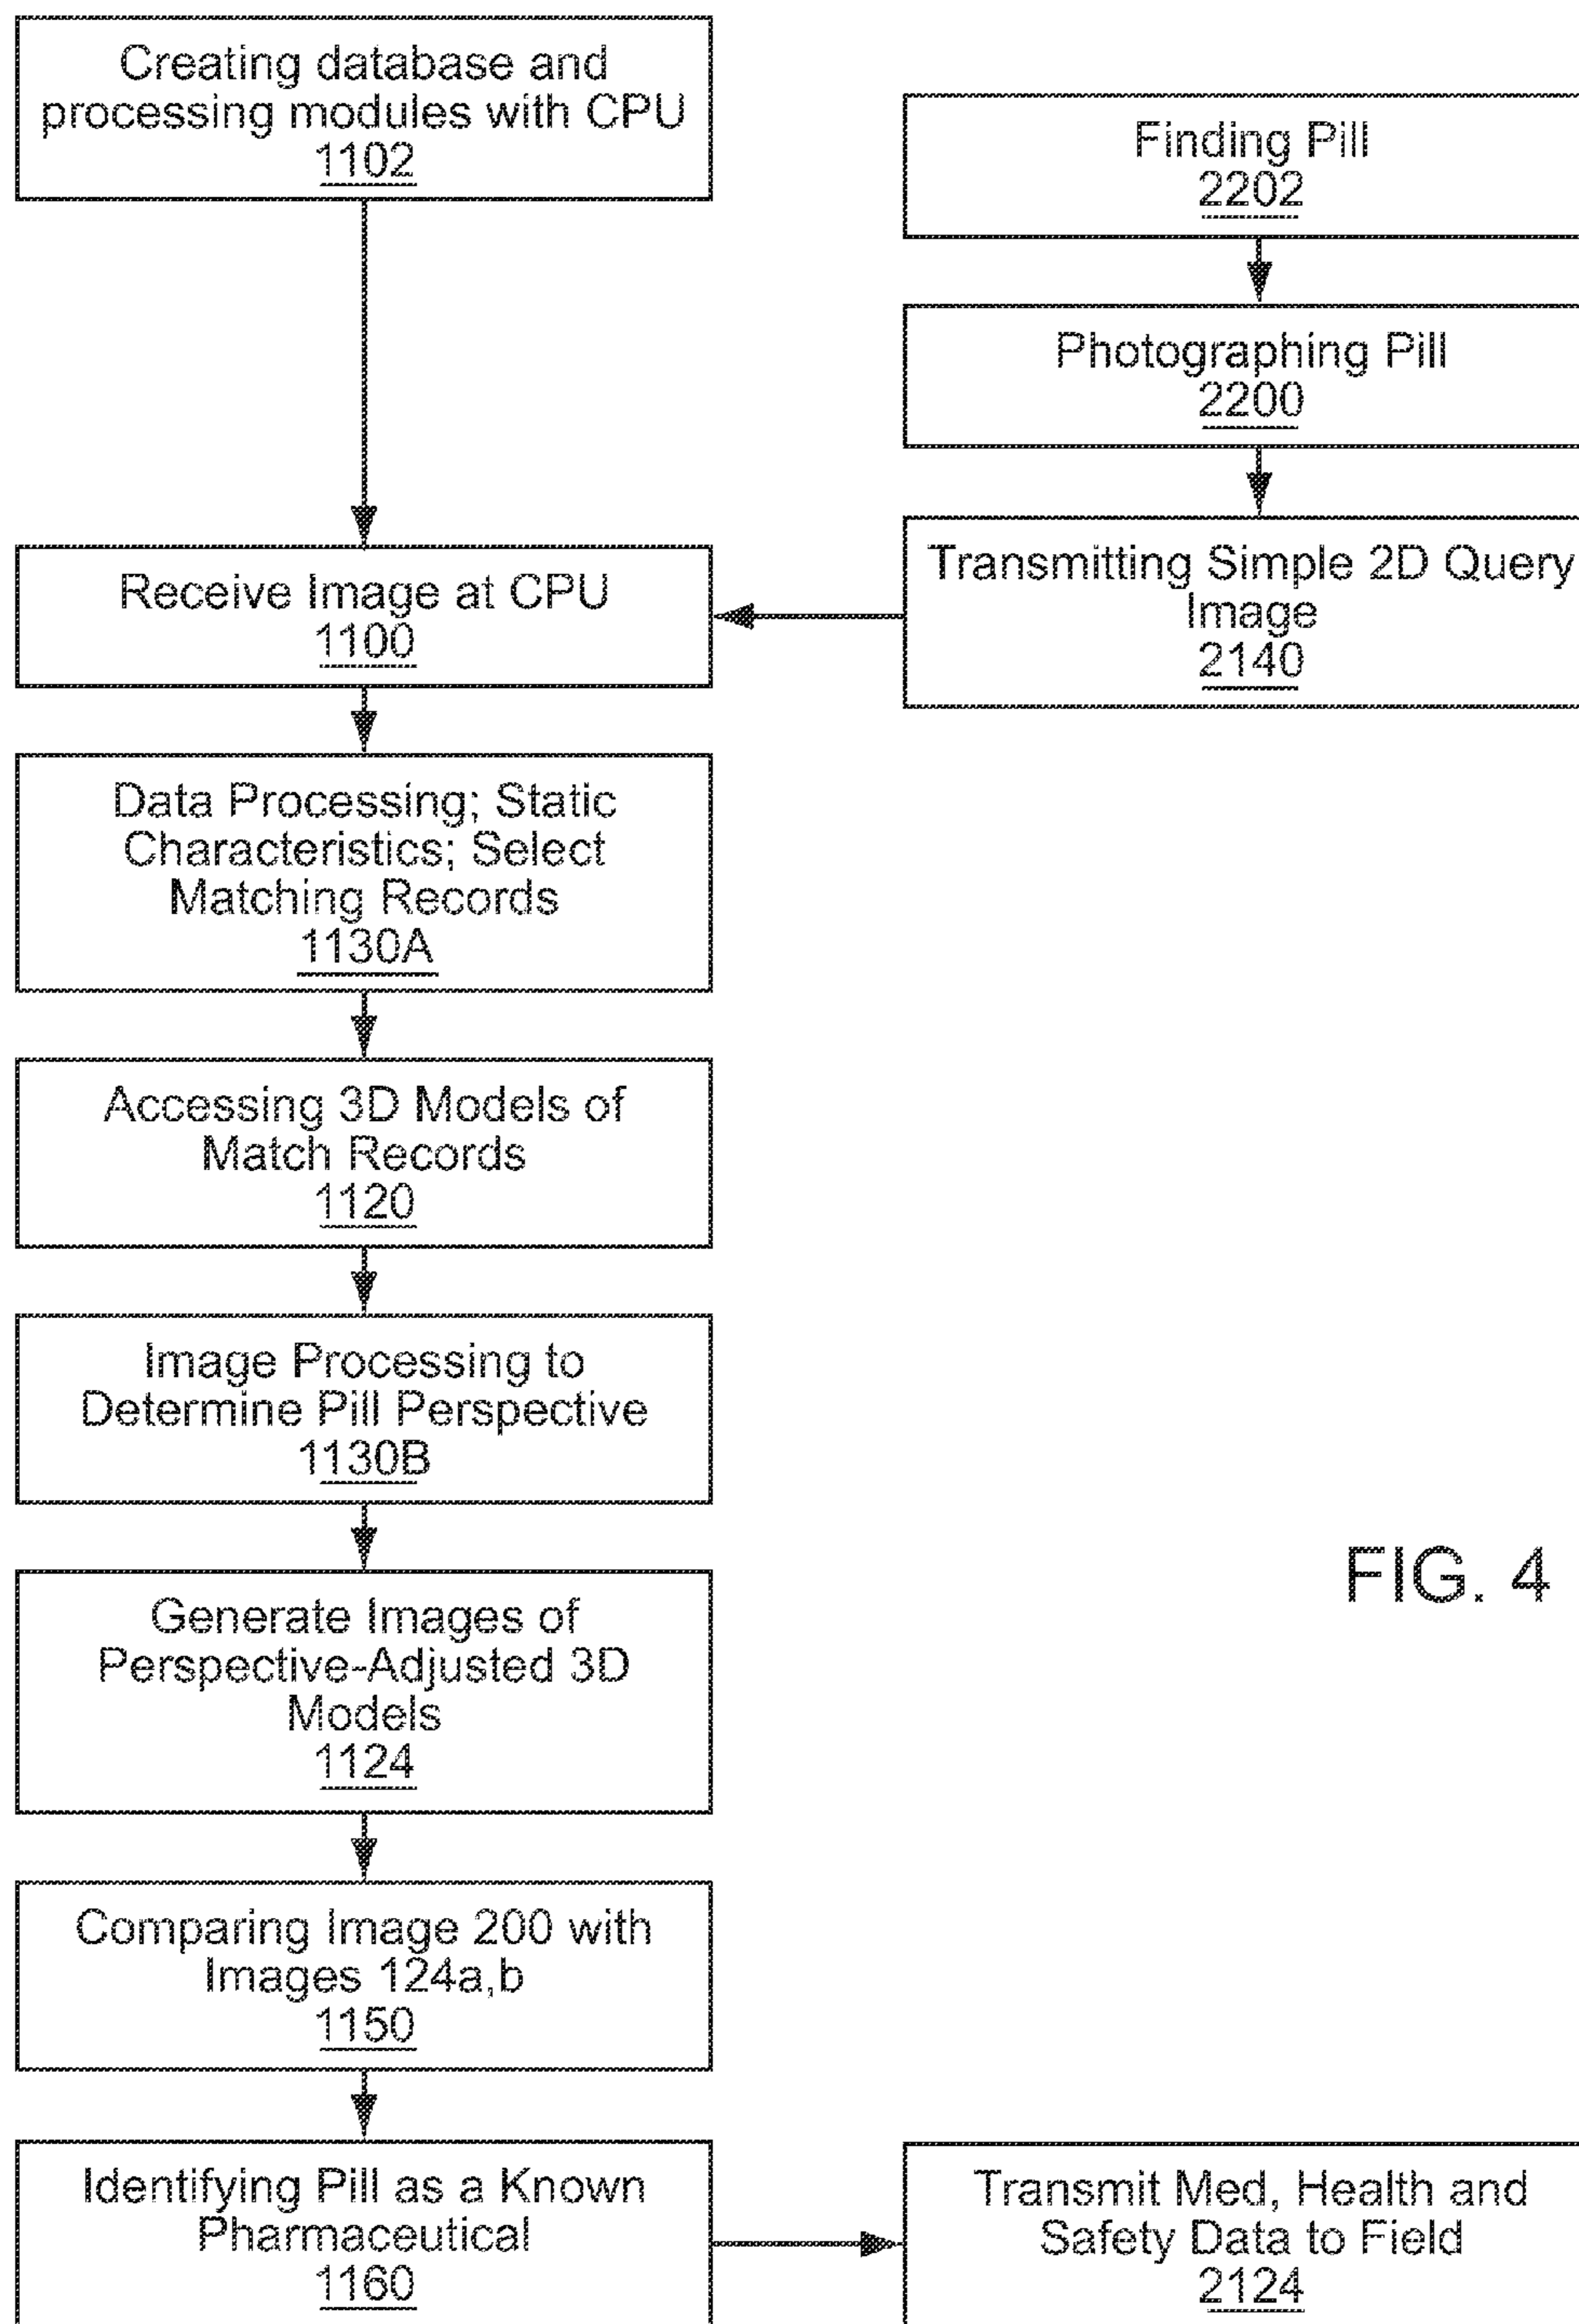 Creating database and
processing modules with CPU
1102
Finding Pill
2202
Photographing Pill
2200
Transmitting Simple 2D Query
Image
2140
Receive Image at CPU
1100
Data Processing; Static
Characteristics; Select
Matching Records
1130A
Accessing 3D Models of
Match Records
1120
Image Processing to
Determine Pill Perspective
1130B
Generate Images of
Perspective-Adjusted 3D
Models
1124
FIG. 4
Comparing Image 200 with
Images 124a,b
1150
Identifying Pill as a Known
Pharmaceutical
1160
Transmit Med, Health and
Safety Data to Field
2124